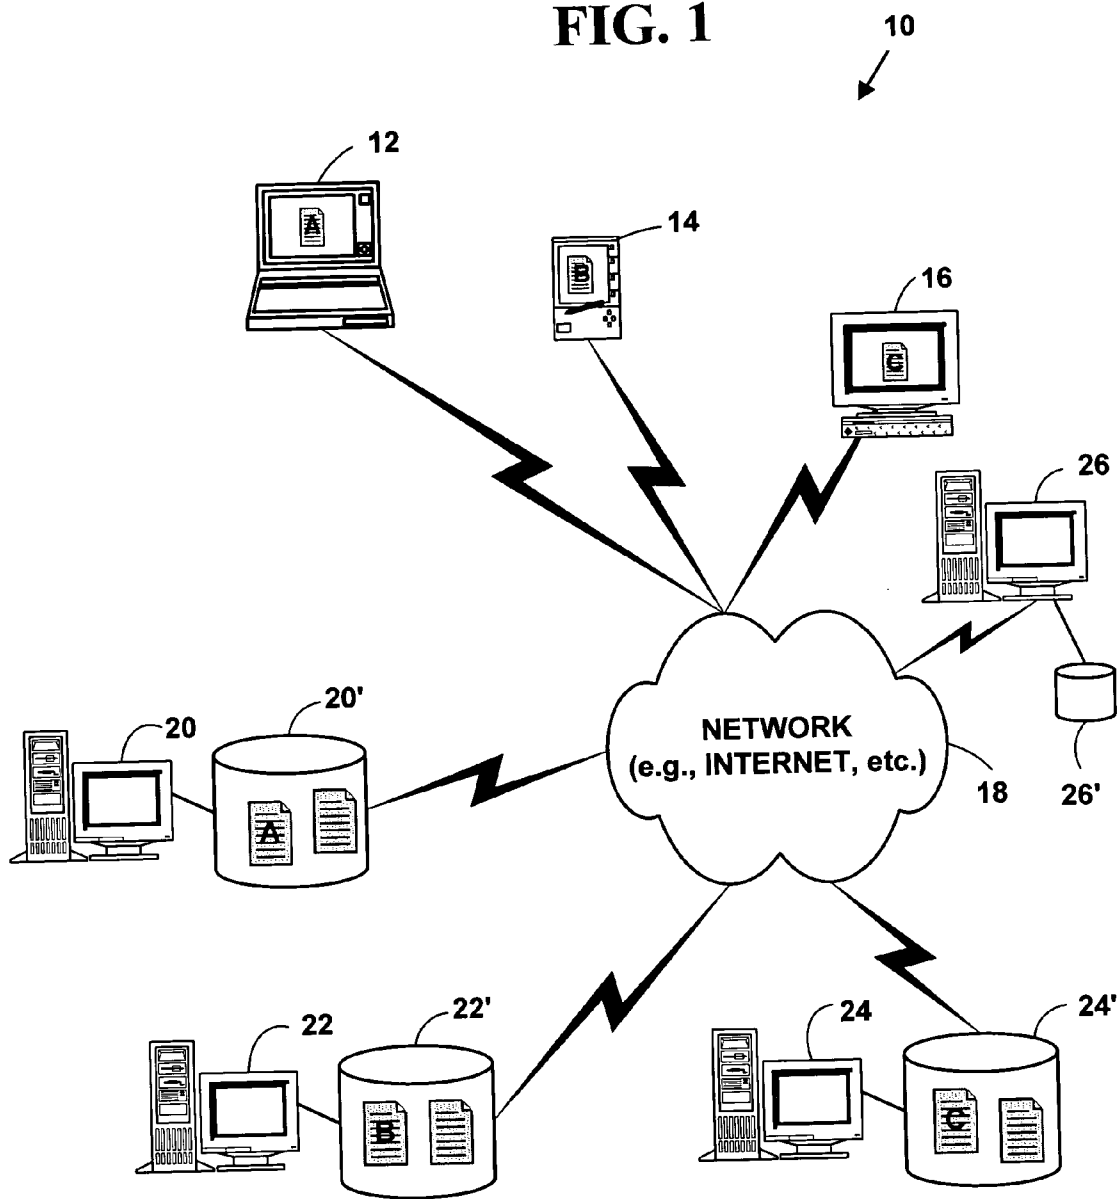 FIG. 1
10
12
A
14
B
16
C
26
NETWORK
(e.g., INTERNET, etc.)
18
26'
20
20'
A
22
22'
B
24
24'
C